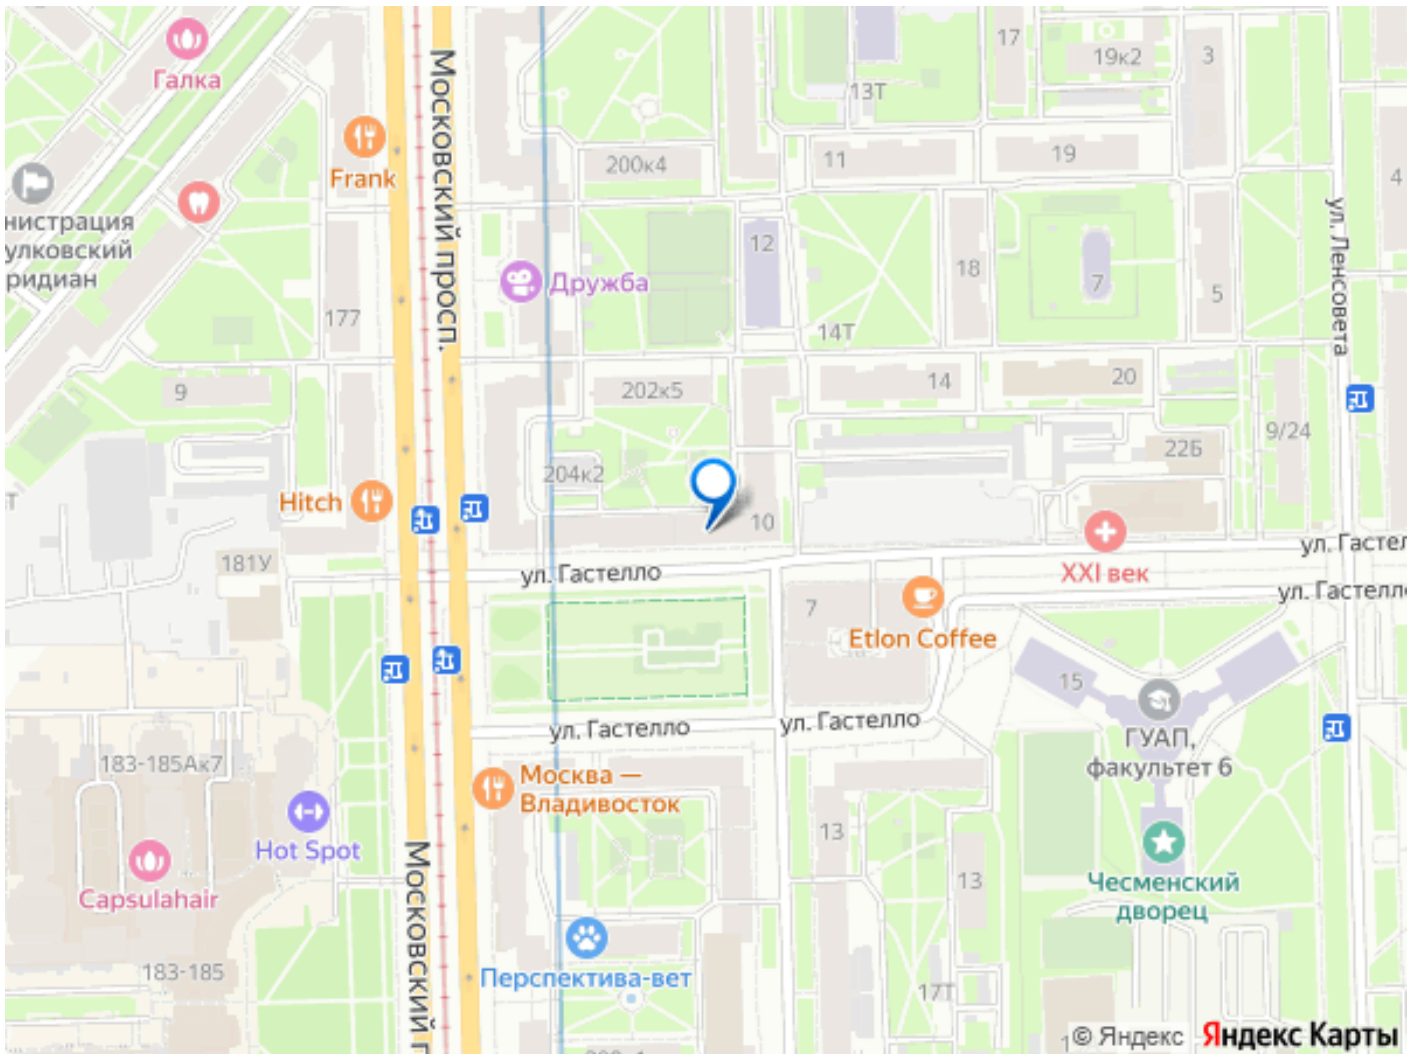 Галка
Московский просп.
17
19к2
3
13Т
Frank
200к4
11
19
4
нистрация
улковский
ридиан
12
18
7
5
ул. Ленсовета
Дружба
177
14Т
9
202к5
14
20
9/24
22Б
204к2
Hitch
10
181У
ул. Гастелло
XXI век
ул. Гастел
ул. Гастелл
7
Etlon Coffee
15
ул. Гастелло
ул. Гастелло
ГУАП,
факультет 6
183-185Ак7
Москва —
Владивосток
13
Hot Spot
Московский п
Capsulahair
13
Чесменский
дворец
183-185
Перспектива-вет
17Т
© Яндекс
Яндекс Карты